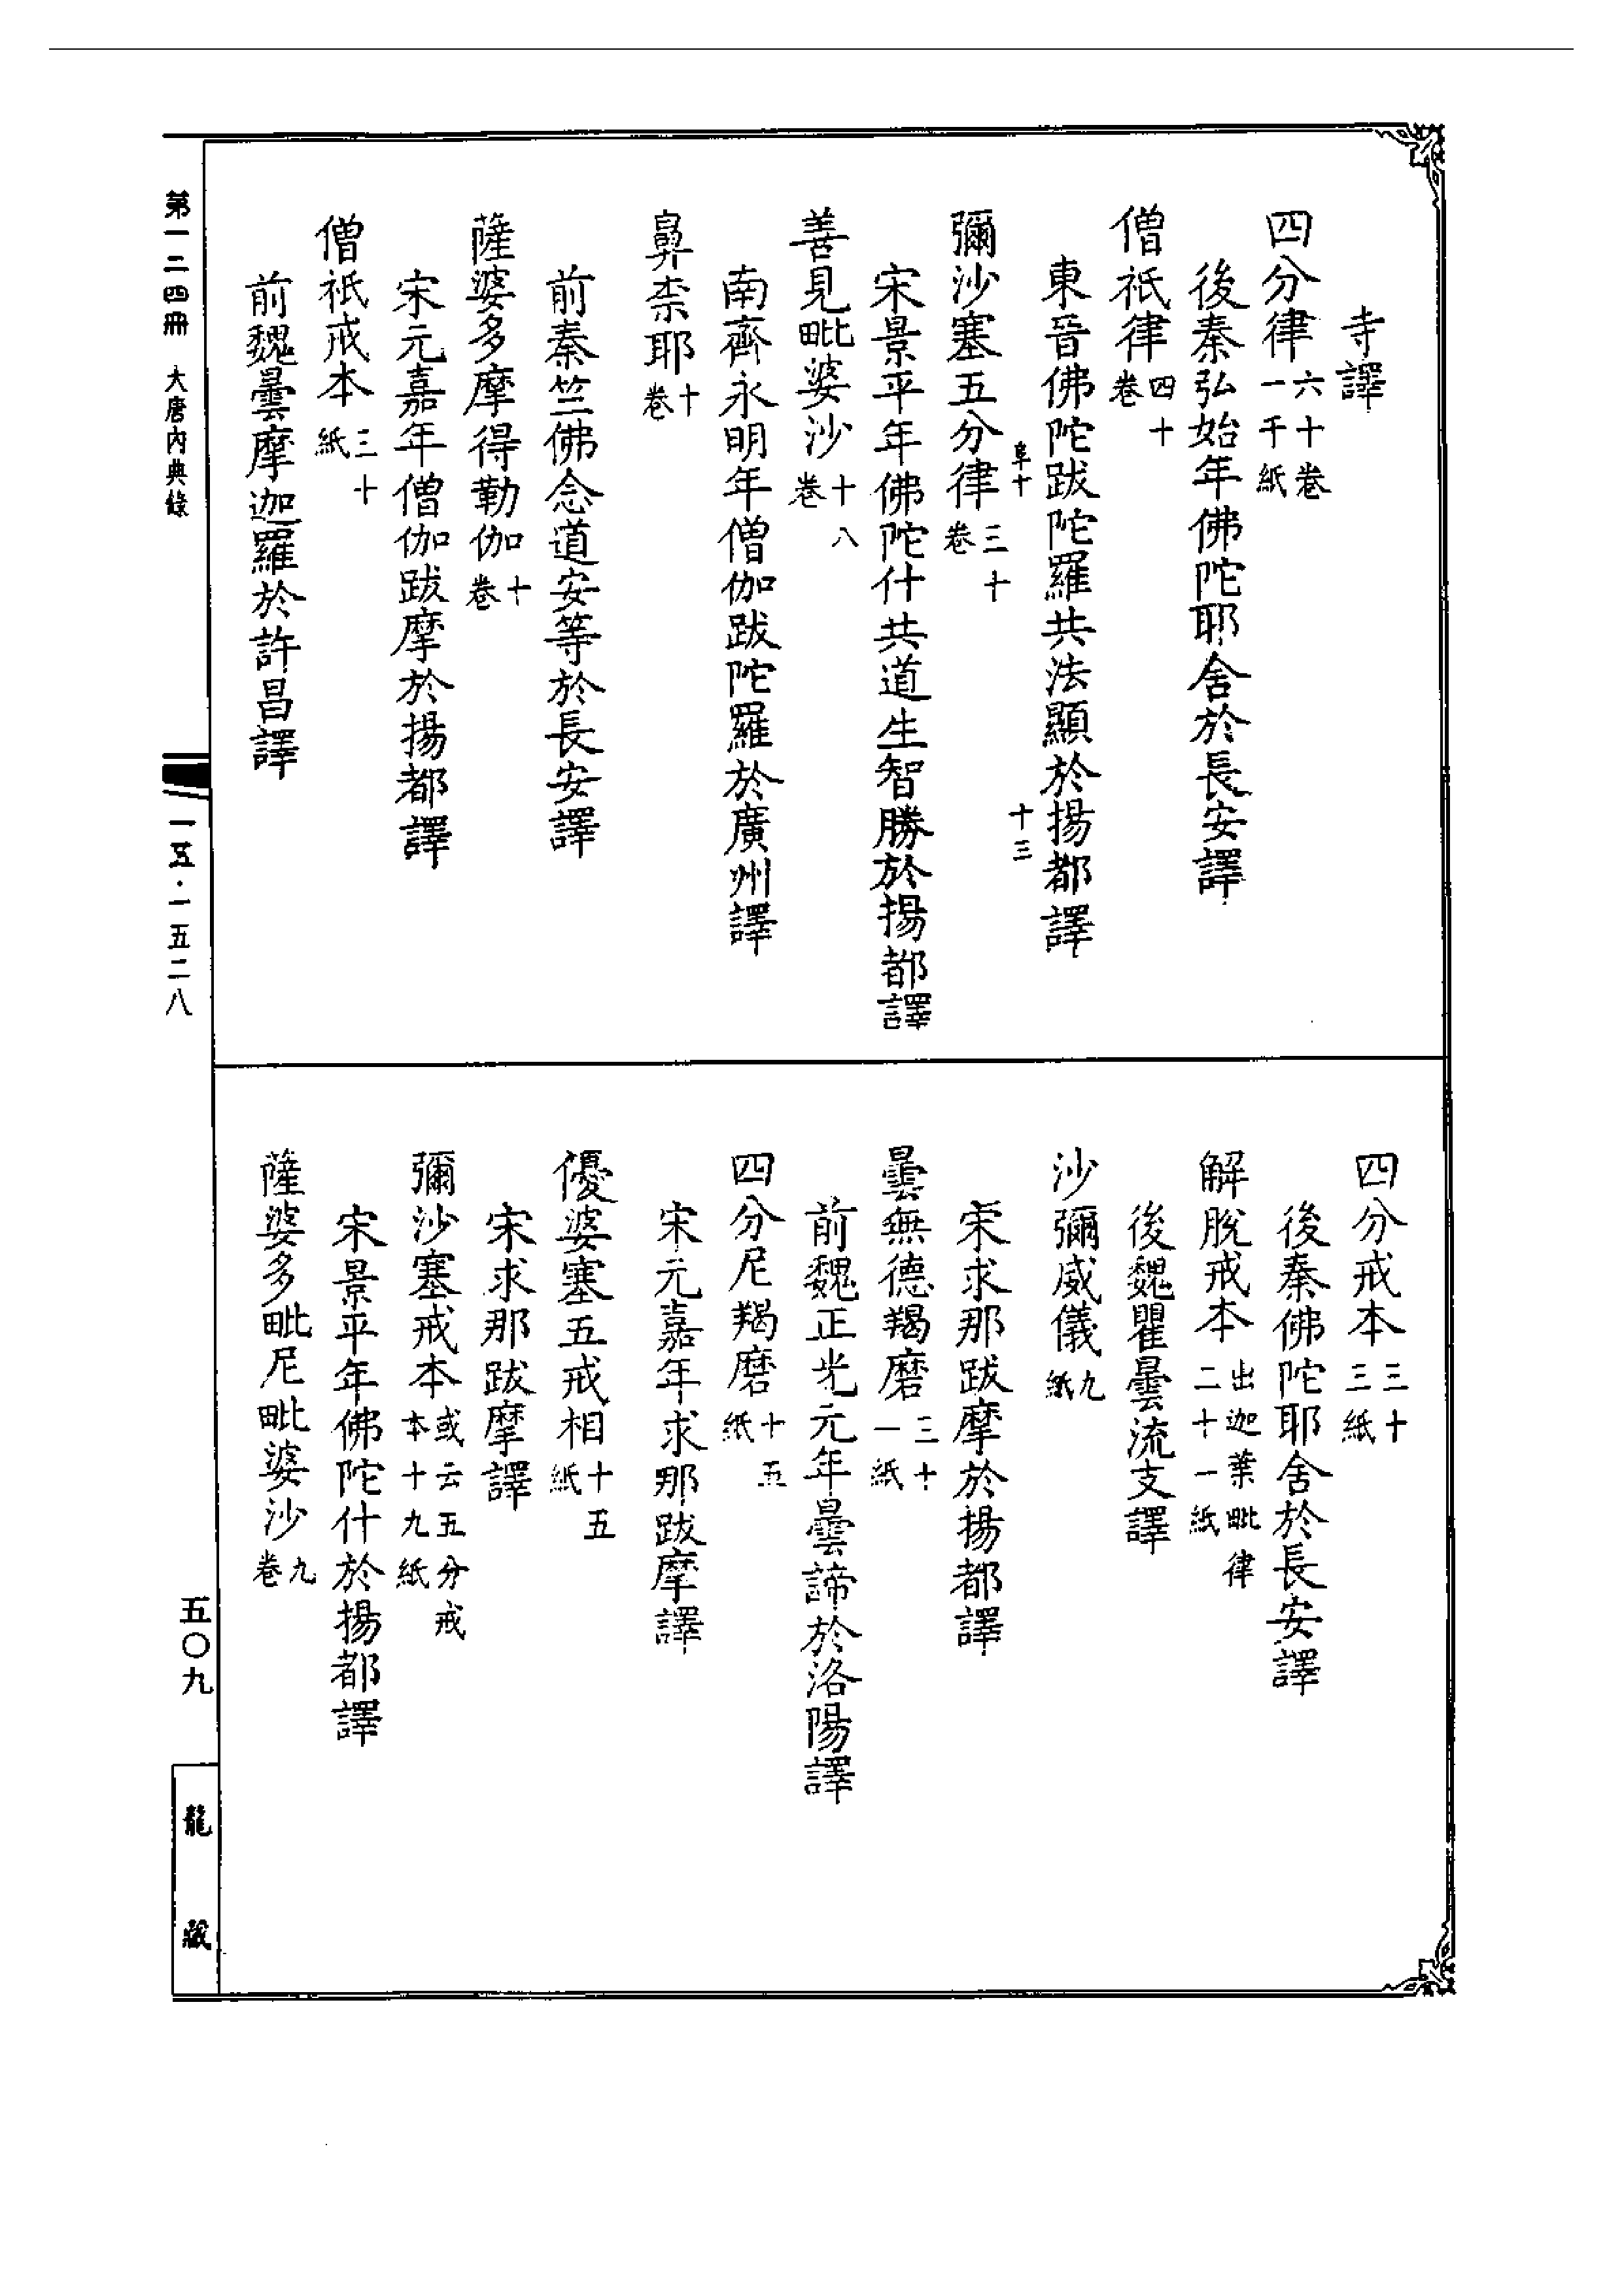 寺譯
四分律六十卷一千紙
後秦弘始年佛陀耶舍於長安譯
僧祇律四十卷
東晉佛陀跋陀羅共法顯於揚都譯
阜十 十三
彌沙塞五分律三十卷
宋景平年佛陀什共道生智勝於揚都譯
善見毗婆沙十八卷
南齊永明年僧伽跋陀羅於廣州譯
鼻柰耶十卷
前秦竺佛念道安等於長安譯
薩婆多摩得勒伽十卷
宋元嘉年僧伽跋摩於揚都譯
僧祇戒本三十紙
前魏曇摩迦羅於許昌譯
四分戒本三十三紙
後秦佛陀耶舍於長安譯
解脫戒本出迦葉毗律二十一紙
後魏瞿曇流支譯
沙彌威儀九紙
宋求那跋摩於揚都譯
曇無德羯磨三十一紙
前魏正光元年曇諦於洛陽譯
四分尼羯磨十五紙
宋元嘉年求那跋摩譯
優婆塞五戒相十五紙
宋求那跋摩譯
彌沙塞戒本或云五分戒本十九紙
宋景平年佛陀什於揚都譯
薩婆多毗尼毗婆沙九卷
第一二四冊 大唐內典錄
一五·一五二八
五〇九
龍藏